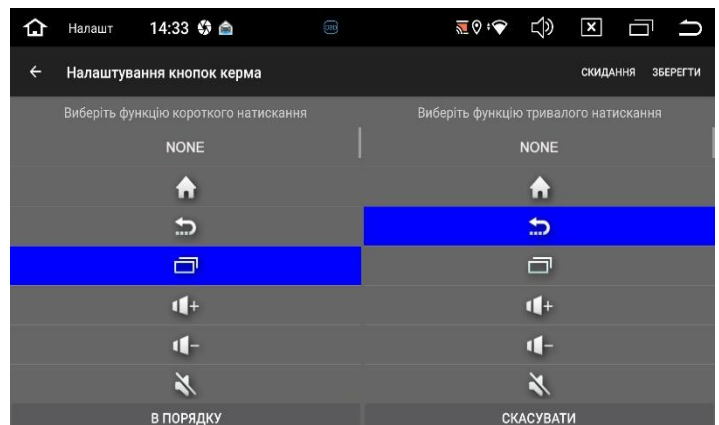 Налашт 14:33
Налаштування кнопок керма СКИДАННЯ ЗБЕРЕГТИ
Виберіть функцію короткого натискання Виберіть функцію тривалого натискання
NONE NONE
В ПОРЯДКУ СКАСУВАТИ